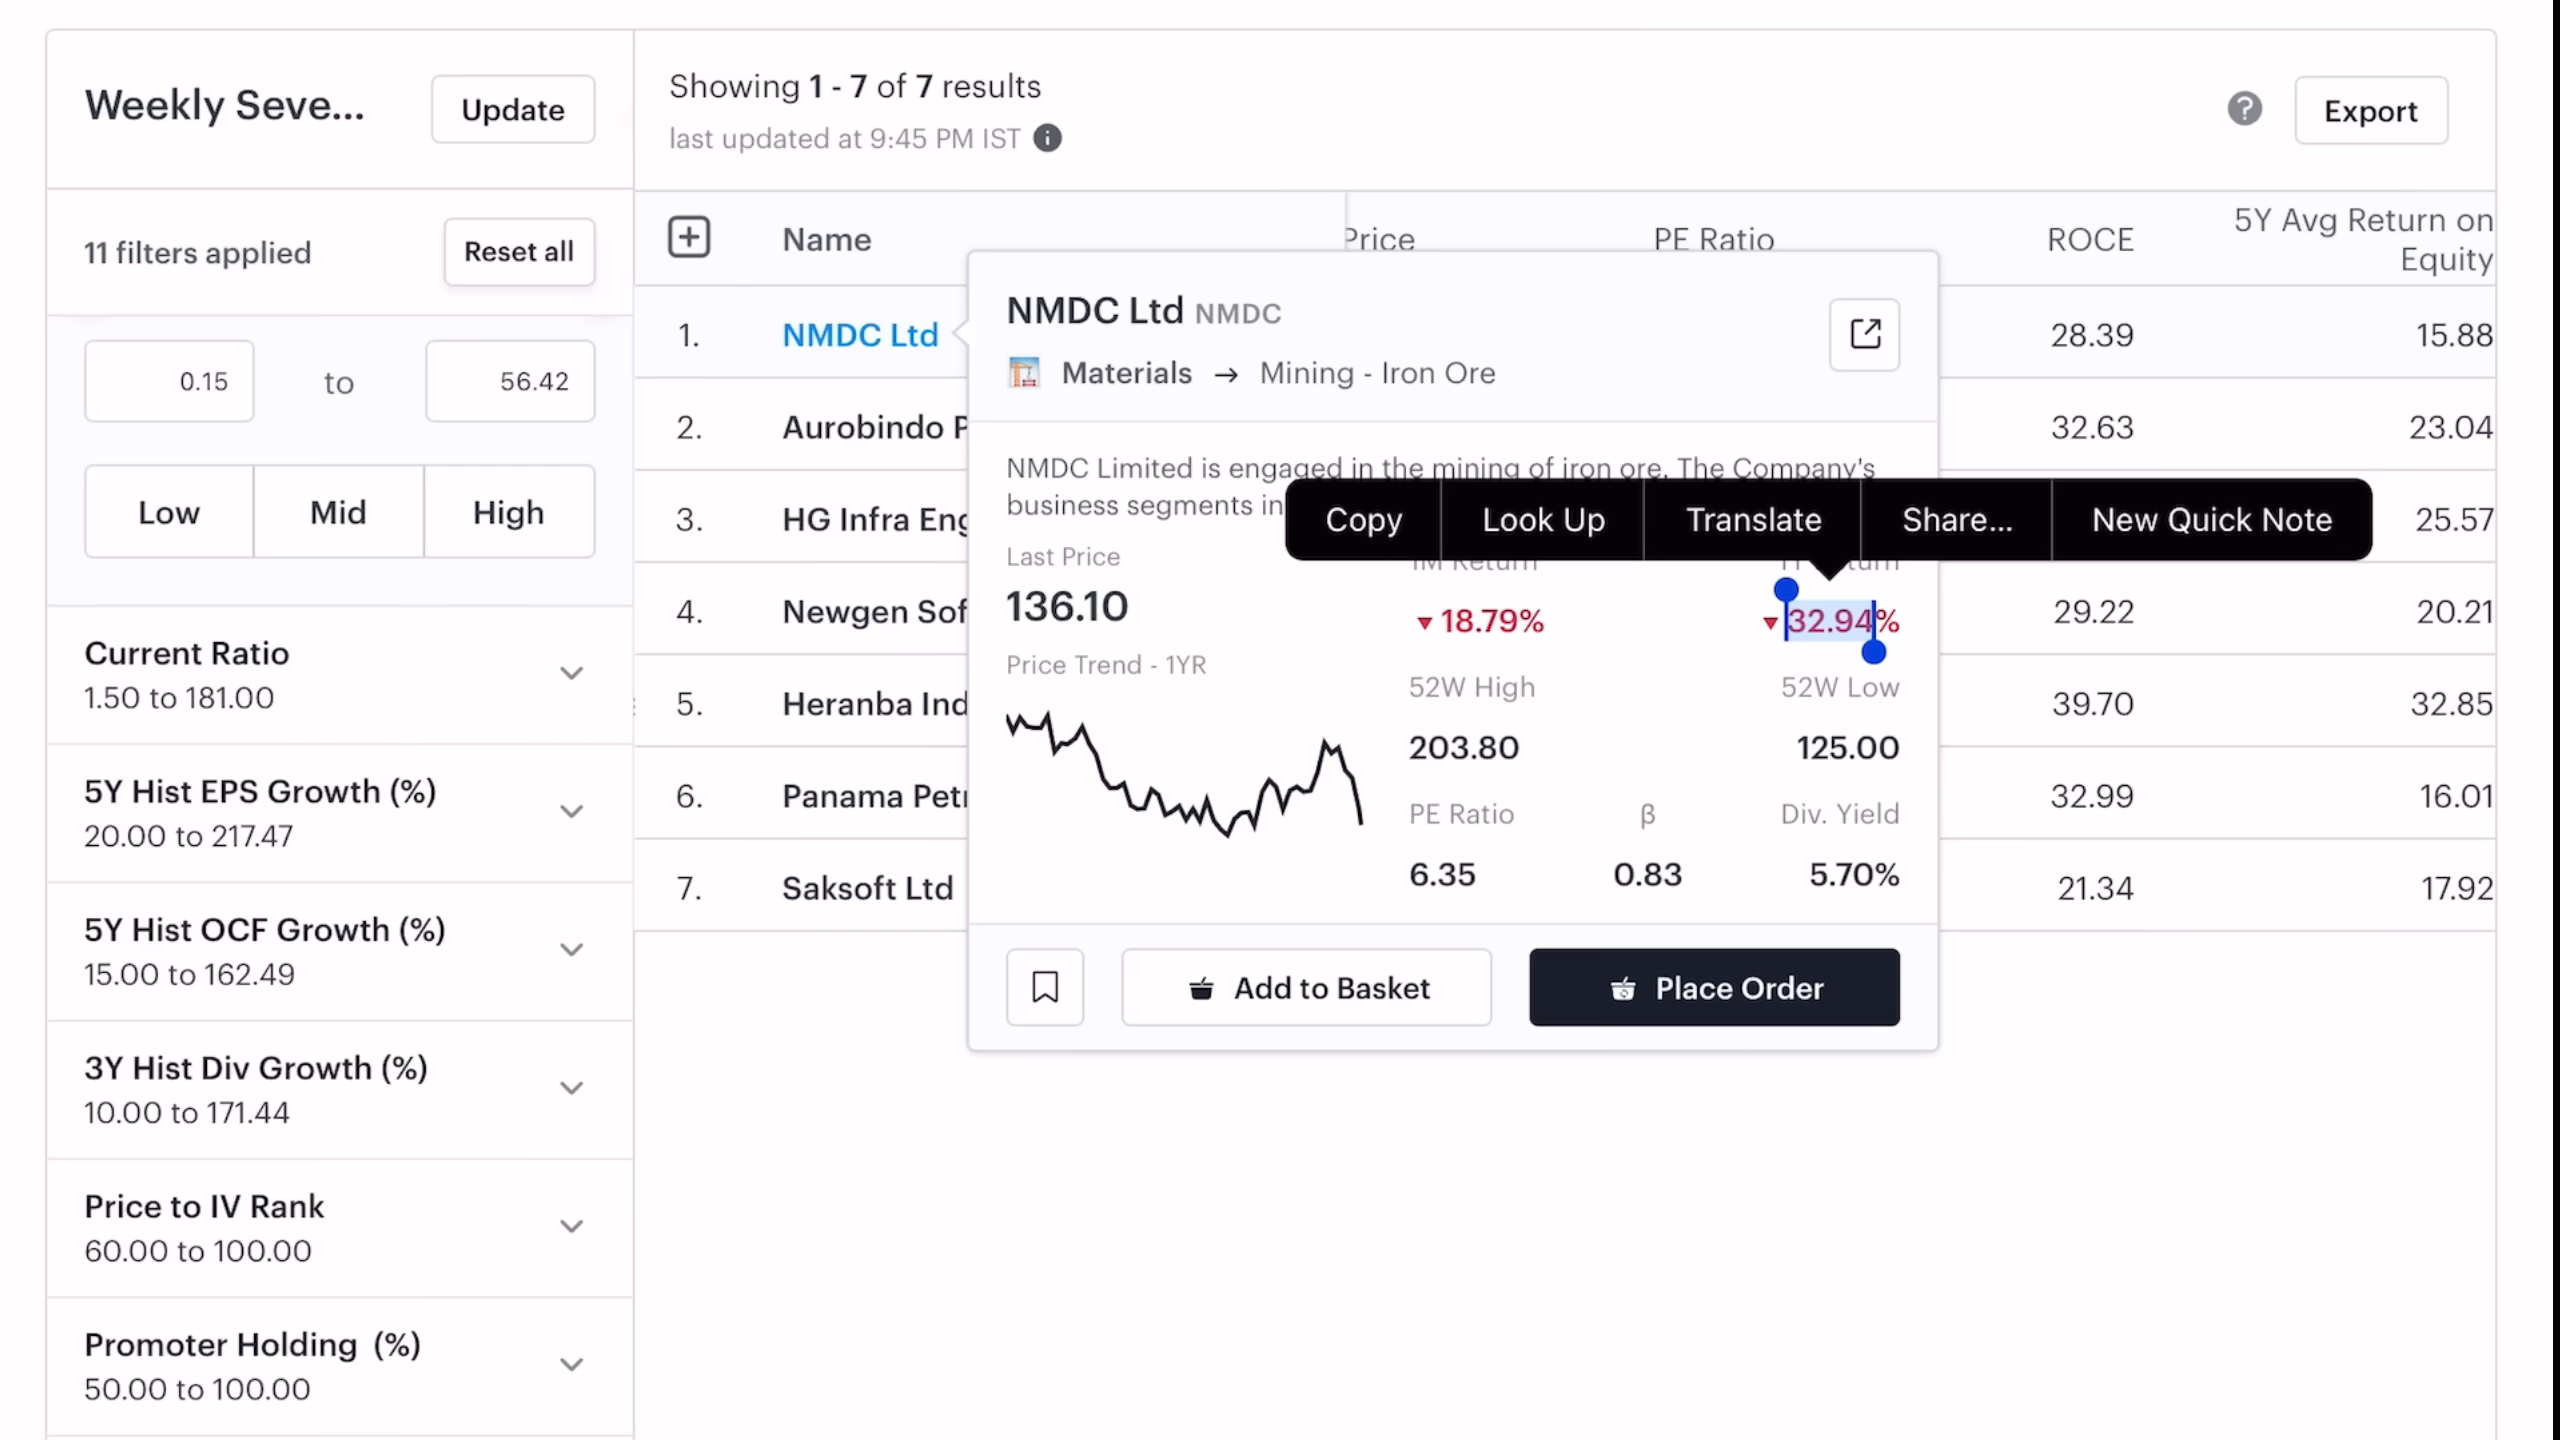 Weekly Seve...
Update
11 filters applied
Reset all
0.15 to 56.42
Low Mid High
Current Ratio
1.50 to 181.00
5Y Hist EPS Growth (%)
20.00 to 217.47
5Y Hist OCF Growth (%)
15.00 to 162.49
3Y Hist Div Growth (%)
10.00 to 171.44
Price to IV Rank
60.00 to 100.00
Promoter Holding (%)
50.00 to 100.00
Showing 1 - 7 of 7 results
last updated at 9:45 PM IST
Export
Name Price PE Ratio ROCE 5Y Avg Return on
Equity
1. NMDC Ltd 28.39 15.88
2. Aurobindo 32.63 23.04
3. HG Infra 25.57
4. Newgen 29.22 20.21
5. Heranba 39.70 32.85
6. Panama 32.99 16.01
7. Saksoft Ltd 21.34 17.92
NMDC Ltd NMDC
Materials → Mining - Iron Ore
NMDC Limited is engaged in the mining of iron ore. The Company's
business segments
Copy Look Up Translate Share... New Quick Note
Last Price
136.10
Price Trend - 1YR
1M Return
18.79%
32.94%
52W High 52W Low
203.80 125.00
PE Ratio β Div. Yield
6.35 0.83 5.70%
Add to Basket
Place Order